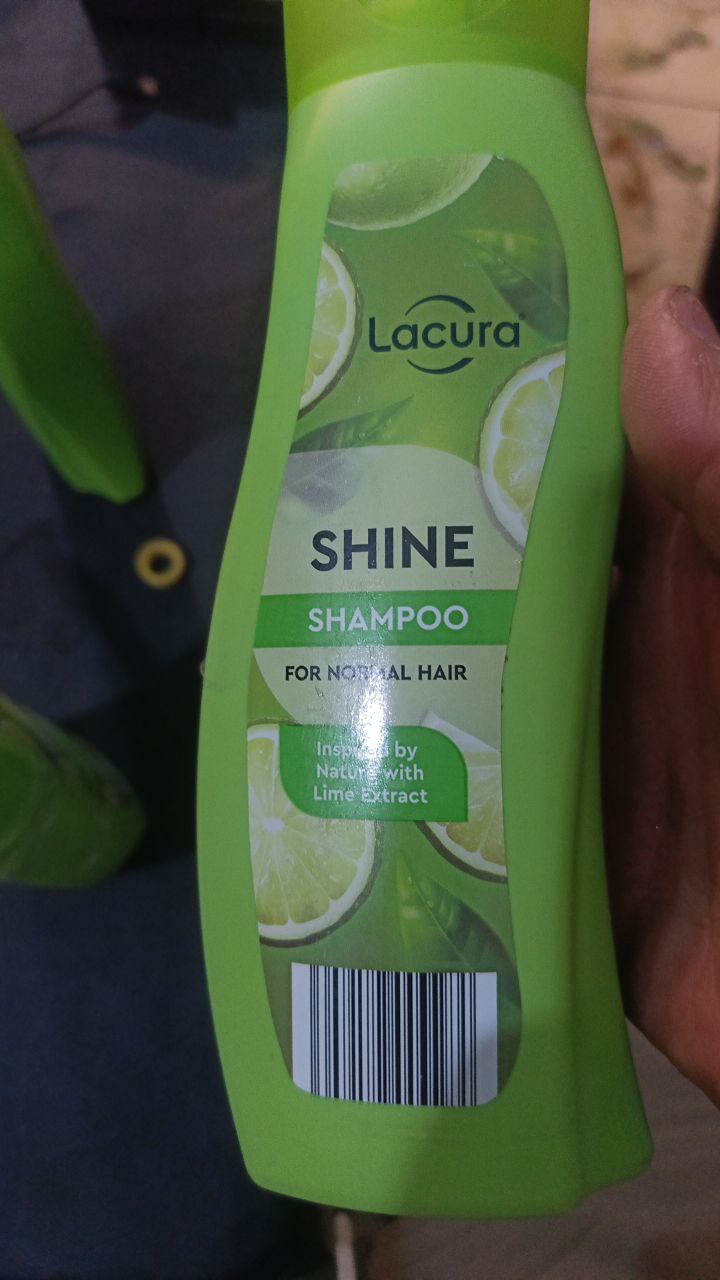 Lacura
SHINE
SHAMPOO
FOR NORMAL HAIR
Inspired by
Nature with
Lime Extract